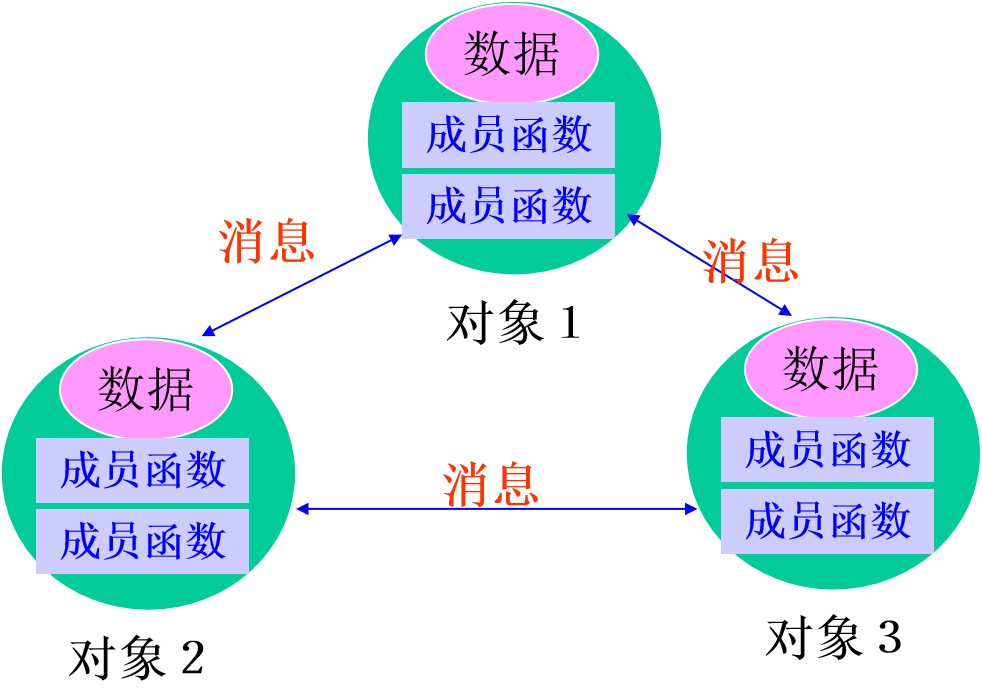 数据
成员函数
成员函数
消息
消息
对象 1
数据
成员函数
成员函数
数据
成员函数
成员函数
消息
对象 2
对象 3